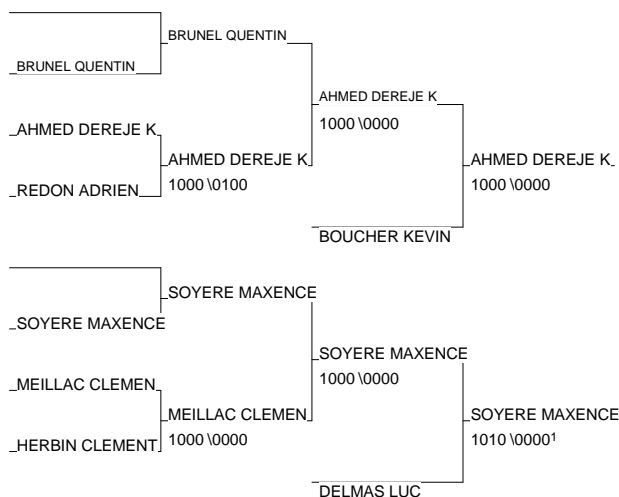 BRUNEL QUENTIN
BRUNEL QUENTIN
AHMED DEREJE K
1000 \0000
AHMED DEREJE K
AHMED DEREJE K
1000 \0100
AHMED DEREJE K
1000 \0000
REDON ADRIEN
BOUCHER KEVIN
SOYERE MAXENCE
SOYERE MAXENCE
SOYERE MAXENCE
1000 \0000
MEILLAC CLEMEN
MEILLAC CLEMEN
1000 \0000
SOYERE MAXENCE
1010 \0000¹
HERBIN CLEMENT
DELMAS LUC